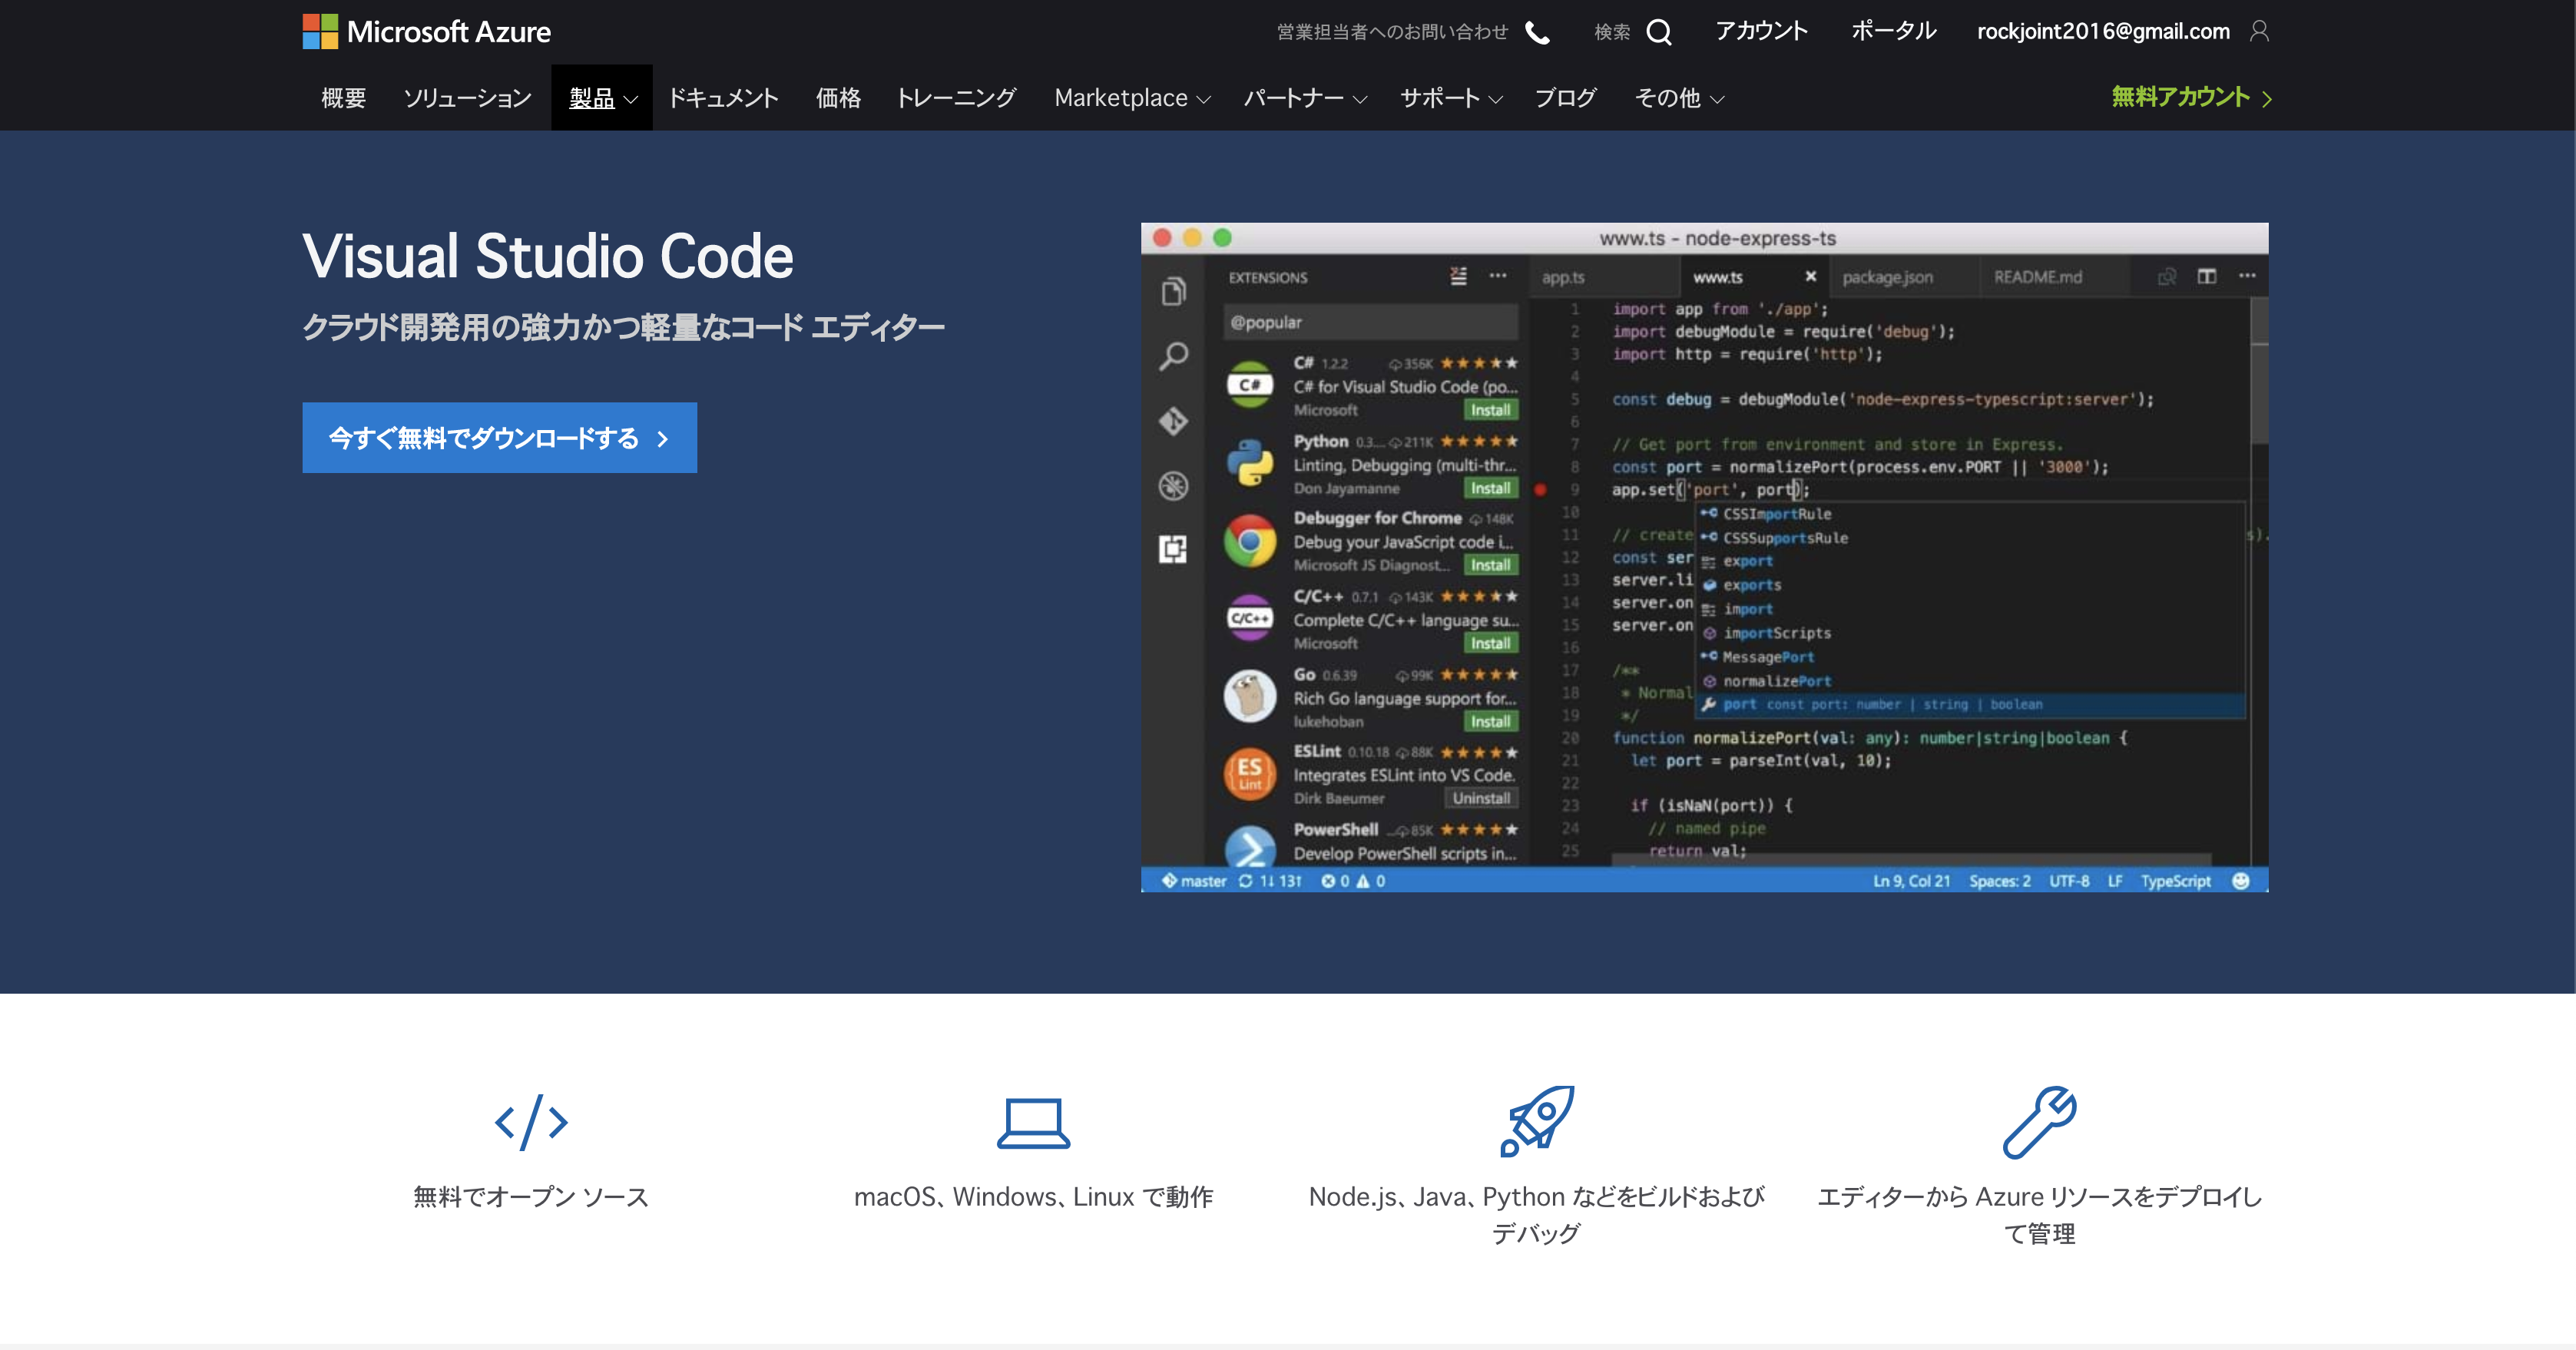 Microsoft Azure
営業担当者へのお問い合わせ 検索 アカウント ポータル rockjoint2016@gmail.com
概要 ソリューション 製品 ドキュメント 価格 トレーニング Marketplace パートナー サポート ブログ その他 無料アカウント
Visual Studio Code
クラウド開発用の強力かつ軽量なコード エディター
今すぐ無料でダウンロードする
www.ts - node-express-ts
EXTENSIONS
@popular
C# 1.2.2 356K
C# for Visual Studio Code (po...
Microsoft Install
Python 0.3.... 211K
Linting, Debugging (multi-thr...
Don Jayamanne Install
Debugger for Chrome 148K
Debug your JavaScript code i...
Microsoft JS Diagnost... Install
C/C++ 0.7.1 143K
Complete C/C++ language su...
Microsoft Install
Go 0.6.39 99K
Rich Go language support for...
lukehoban Install
ESLint 0.10.18 88K
Integrates ESLint into VS Code.
Dirk Baeumer Uninstall
PowerShell ... 85K
Develop PowerShell scripts in...
app.ts www.ts package.json README.md
1 import app from './app';
2 import debugModule = require('debug');
3 import http = require('http');
4
5 const debug = debugModule('node-express-typescript:server');
6
7 // Get port from environment and store in Express.
8 const port = normalizePort(process.env.PORT || '3000');
9 app.set('port', port);
10
11 // create s).
12 const ser
13 server.li
14 server.on
15 server.on
16
17 /**
18 * Normal
19 */
20 function normalizePort(val: any): number|string|boolean {
21 let port = parseInt(val, 10);
22
23 if (isNaN(port)) {
24 // named pipe
25 return val;
CSSImportRule
CSSSupportsRule
export
exports
import
importScripts
MessagePort
normalizePort
port const port: number | string | boolean
master 1↓ 13↑ 0 0 Ln 9, Col 21 Spaces: 2 UTF-8 LF TypeScript
C#
C/C++
ES
Lint
無料でオープン ソース
macOS、Windows、Linux で動作
Node.js、Java、Python などをビルドおよび
デバッグ
エディターから Azure リソースをデプロイし
て管理